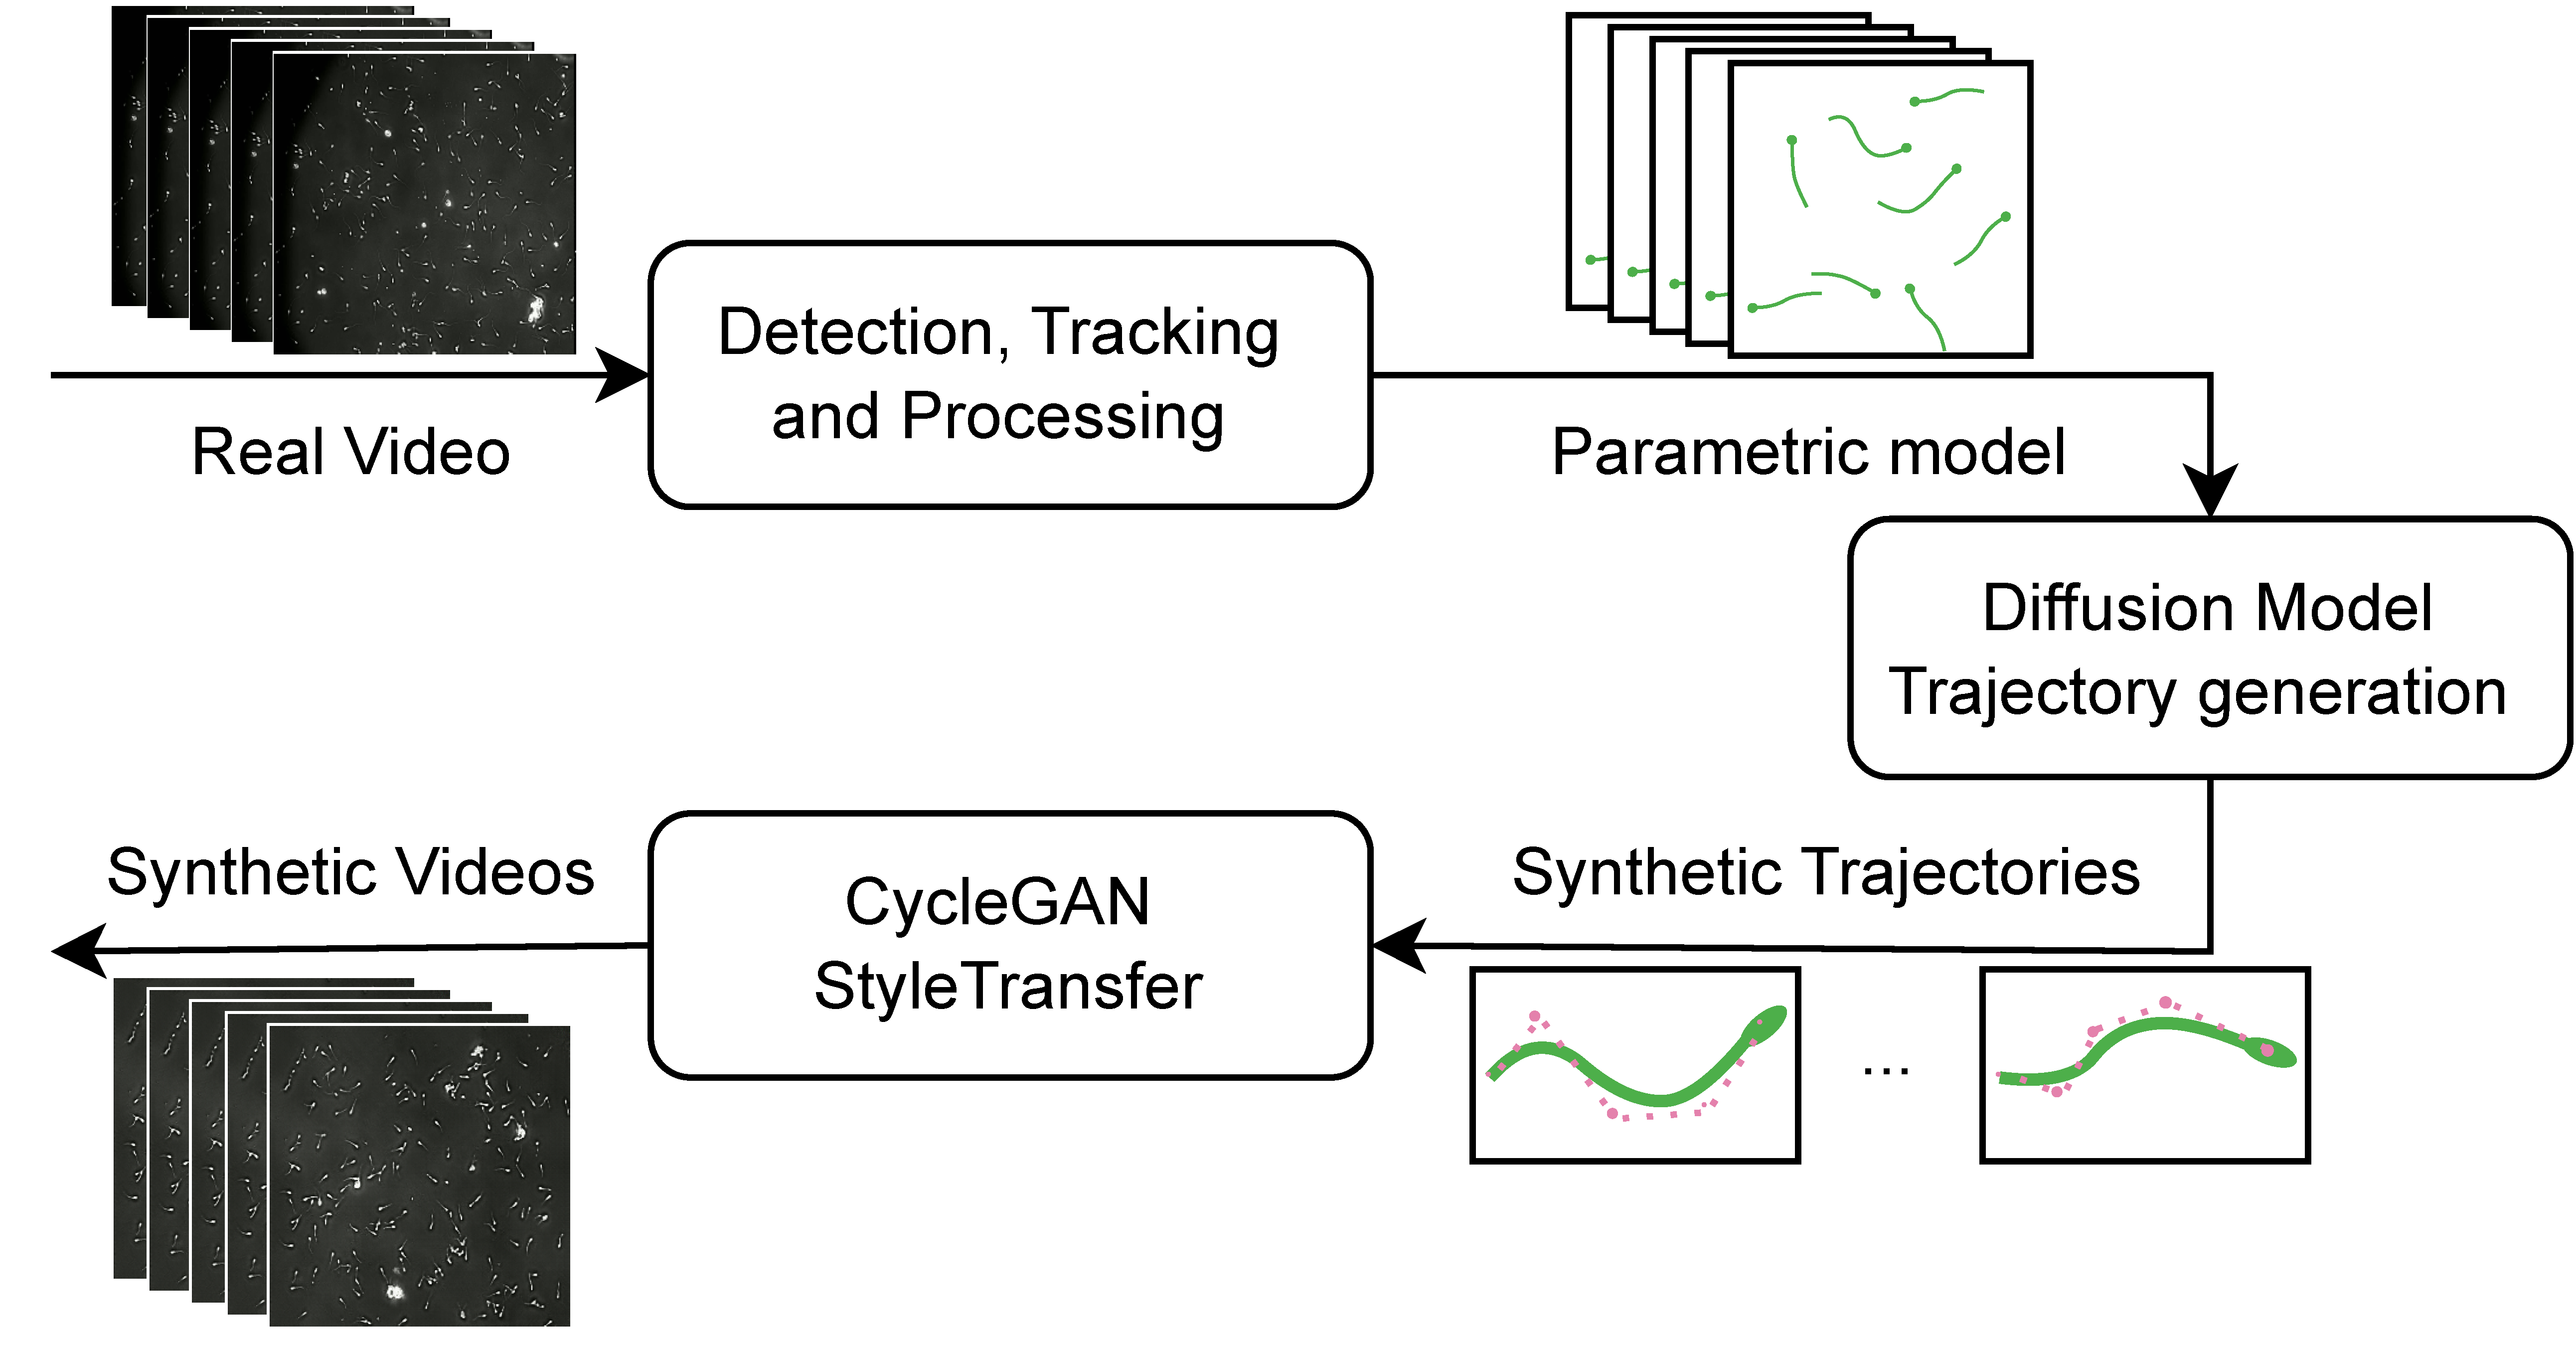 Detection, Tracking
and Processing
Real Video
Parametric model
Diffusion Model
Trajectory generation
Synthetic Trajectories
CycleGAN
StyleTransfer
Synthetic Videos
...